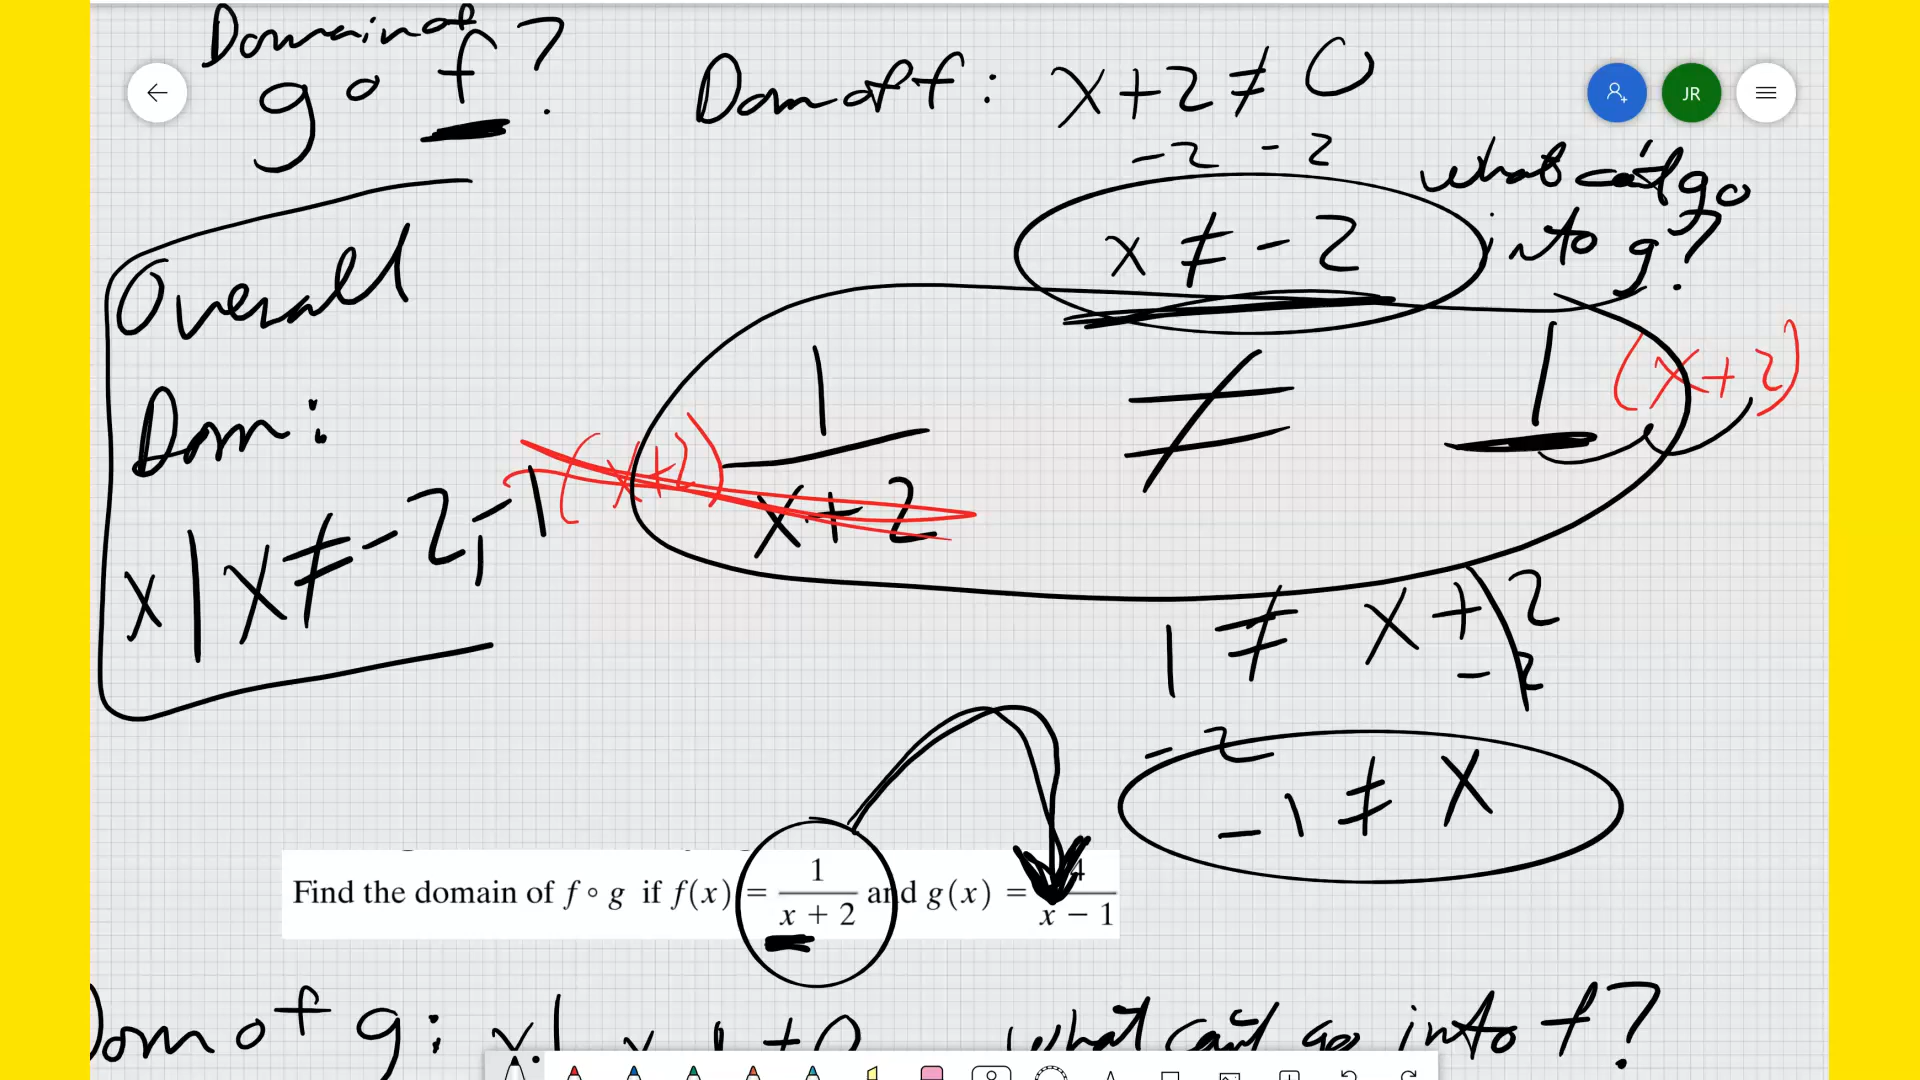 Domain of
g ∘ f ?
Dom of f : x + 2 ≠ 0
-2 -2
x ≠ -2
what can't go
into g?
JR
Overall
Dom:
x | x ≠ -2, -1
(x+2) 1/(x+2) ≠ 1 (x+2)
1 ≠ x + 2
-2 -2
-1 ≠ x
Find the domain of f ∘ g if f(x) = 1/(x + 2) and g(x) = 4/(x − 1)
Dom of g: x |
what can't go into f?